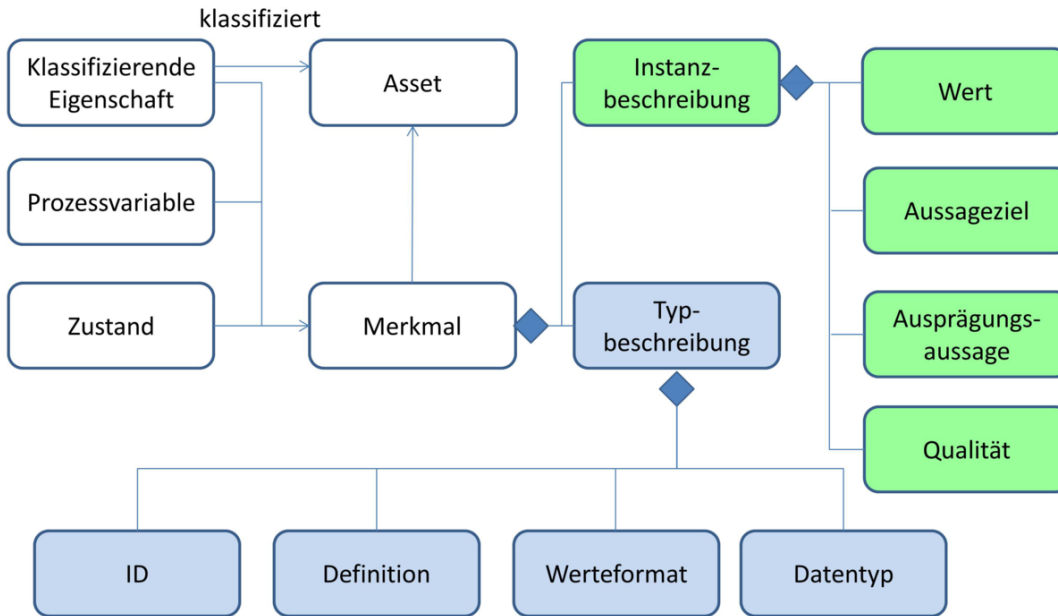 klassifiziert
Klassifizierende
Eigenschaft
Asset
Instanz-
beschreibung
Wert
Prozessvariable
Aussageziel
Zustand
Merkmal
Typ-
beschreibung
Ausprägungs-
aussage
Qualität
ID
Definition
Werteformat
Datentyp